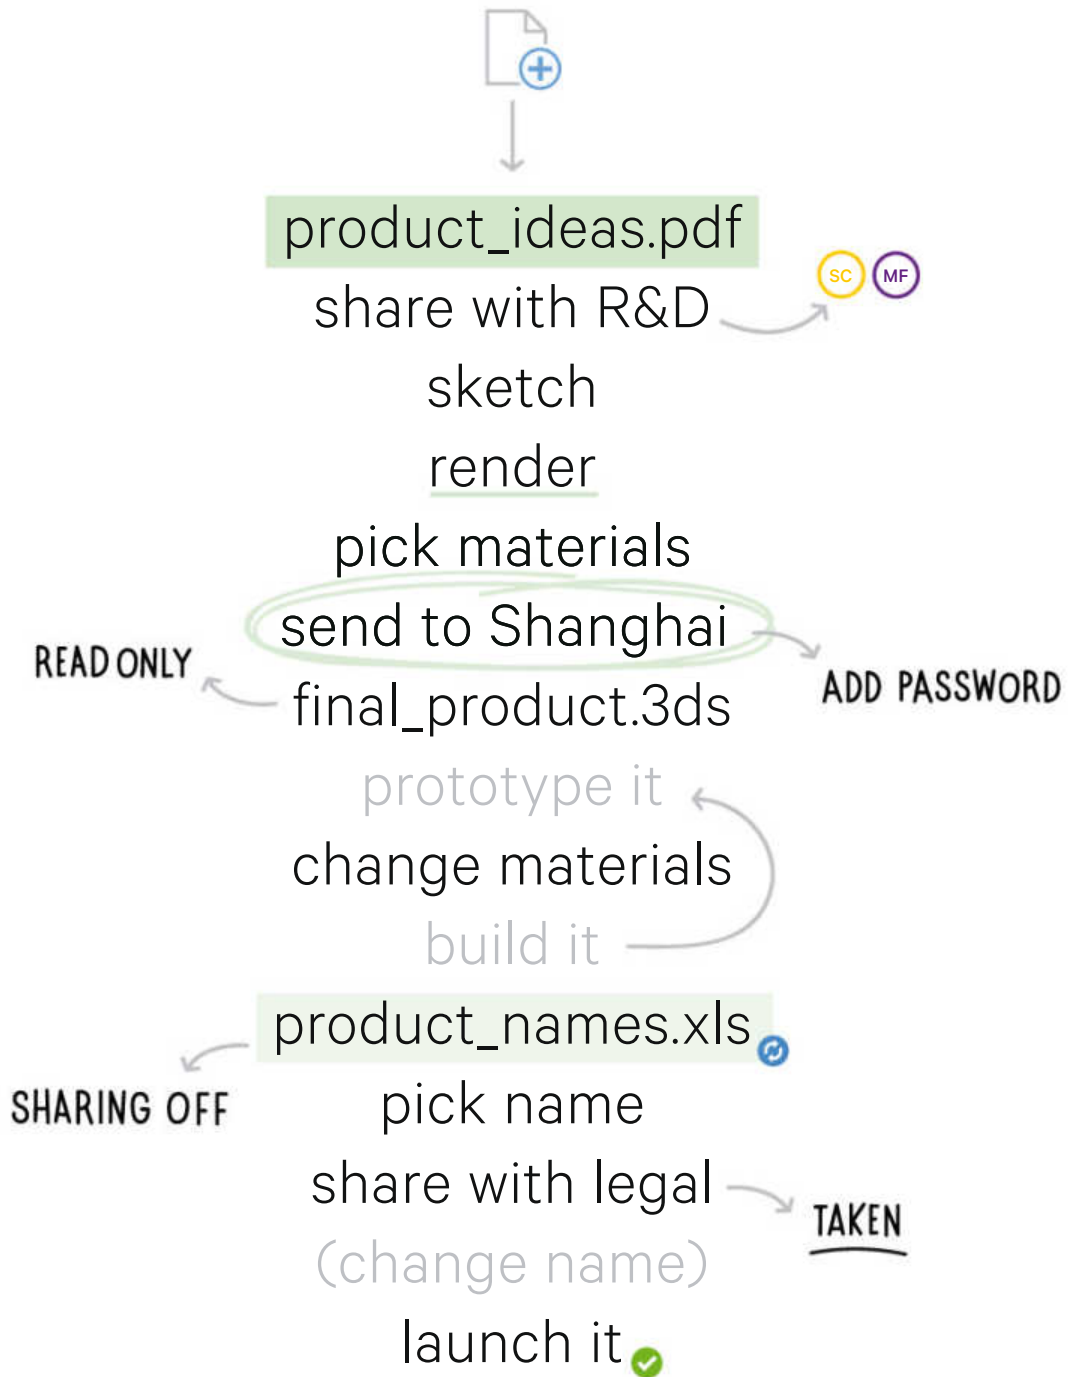 product_ideas.pdf
SC MF
share with R&D
sketch
render
pick materials
send to Shanghai
READ ONLY
ADD PASSWORD
final_product.3ds
prototype it
change materials
build it
product_names.xls
SHARING OFF
pick name
share with legal
TAKEN
(change name)
launch it